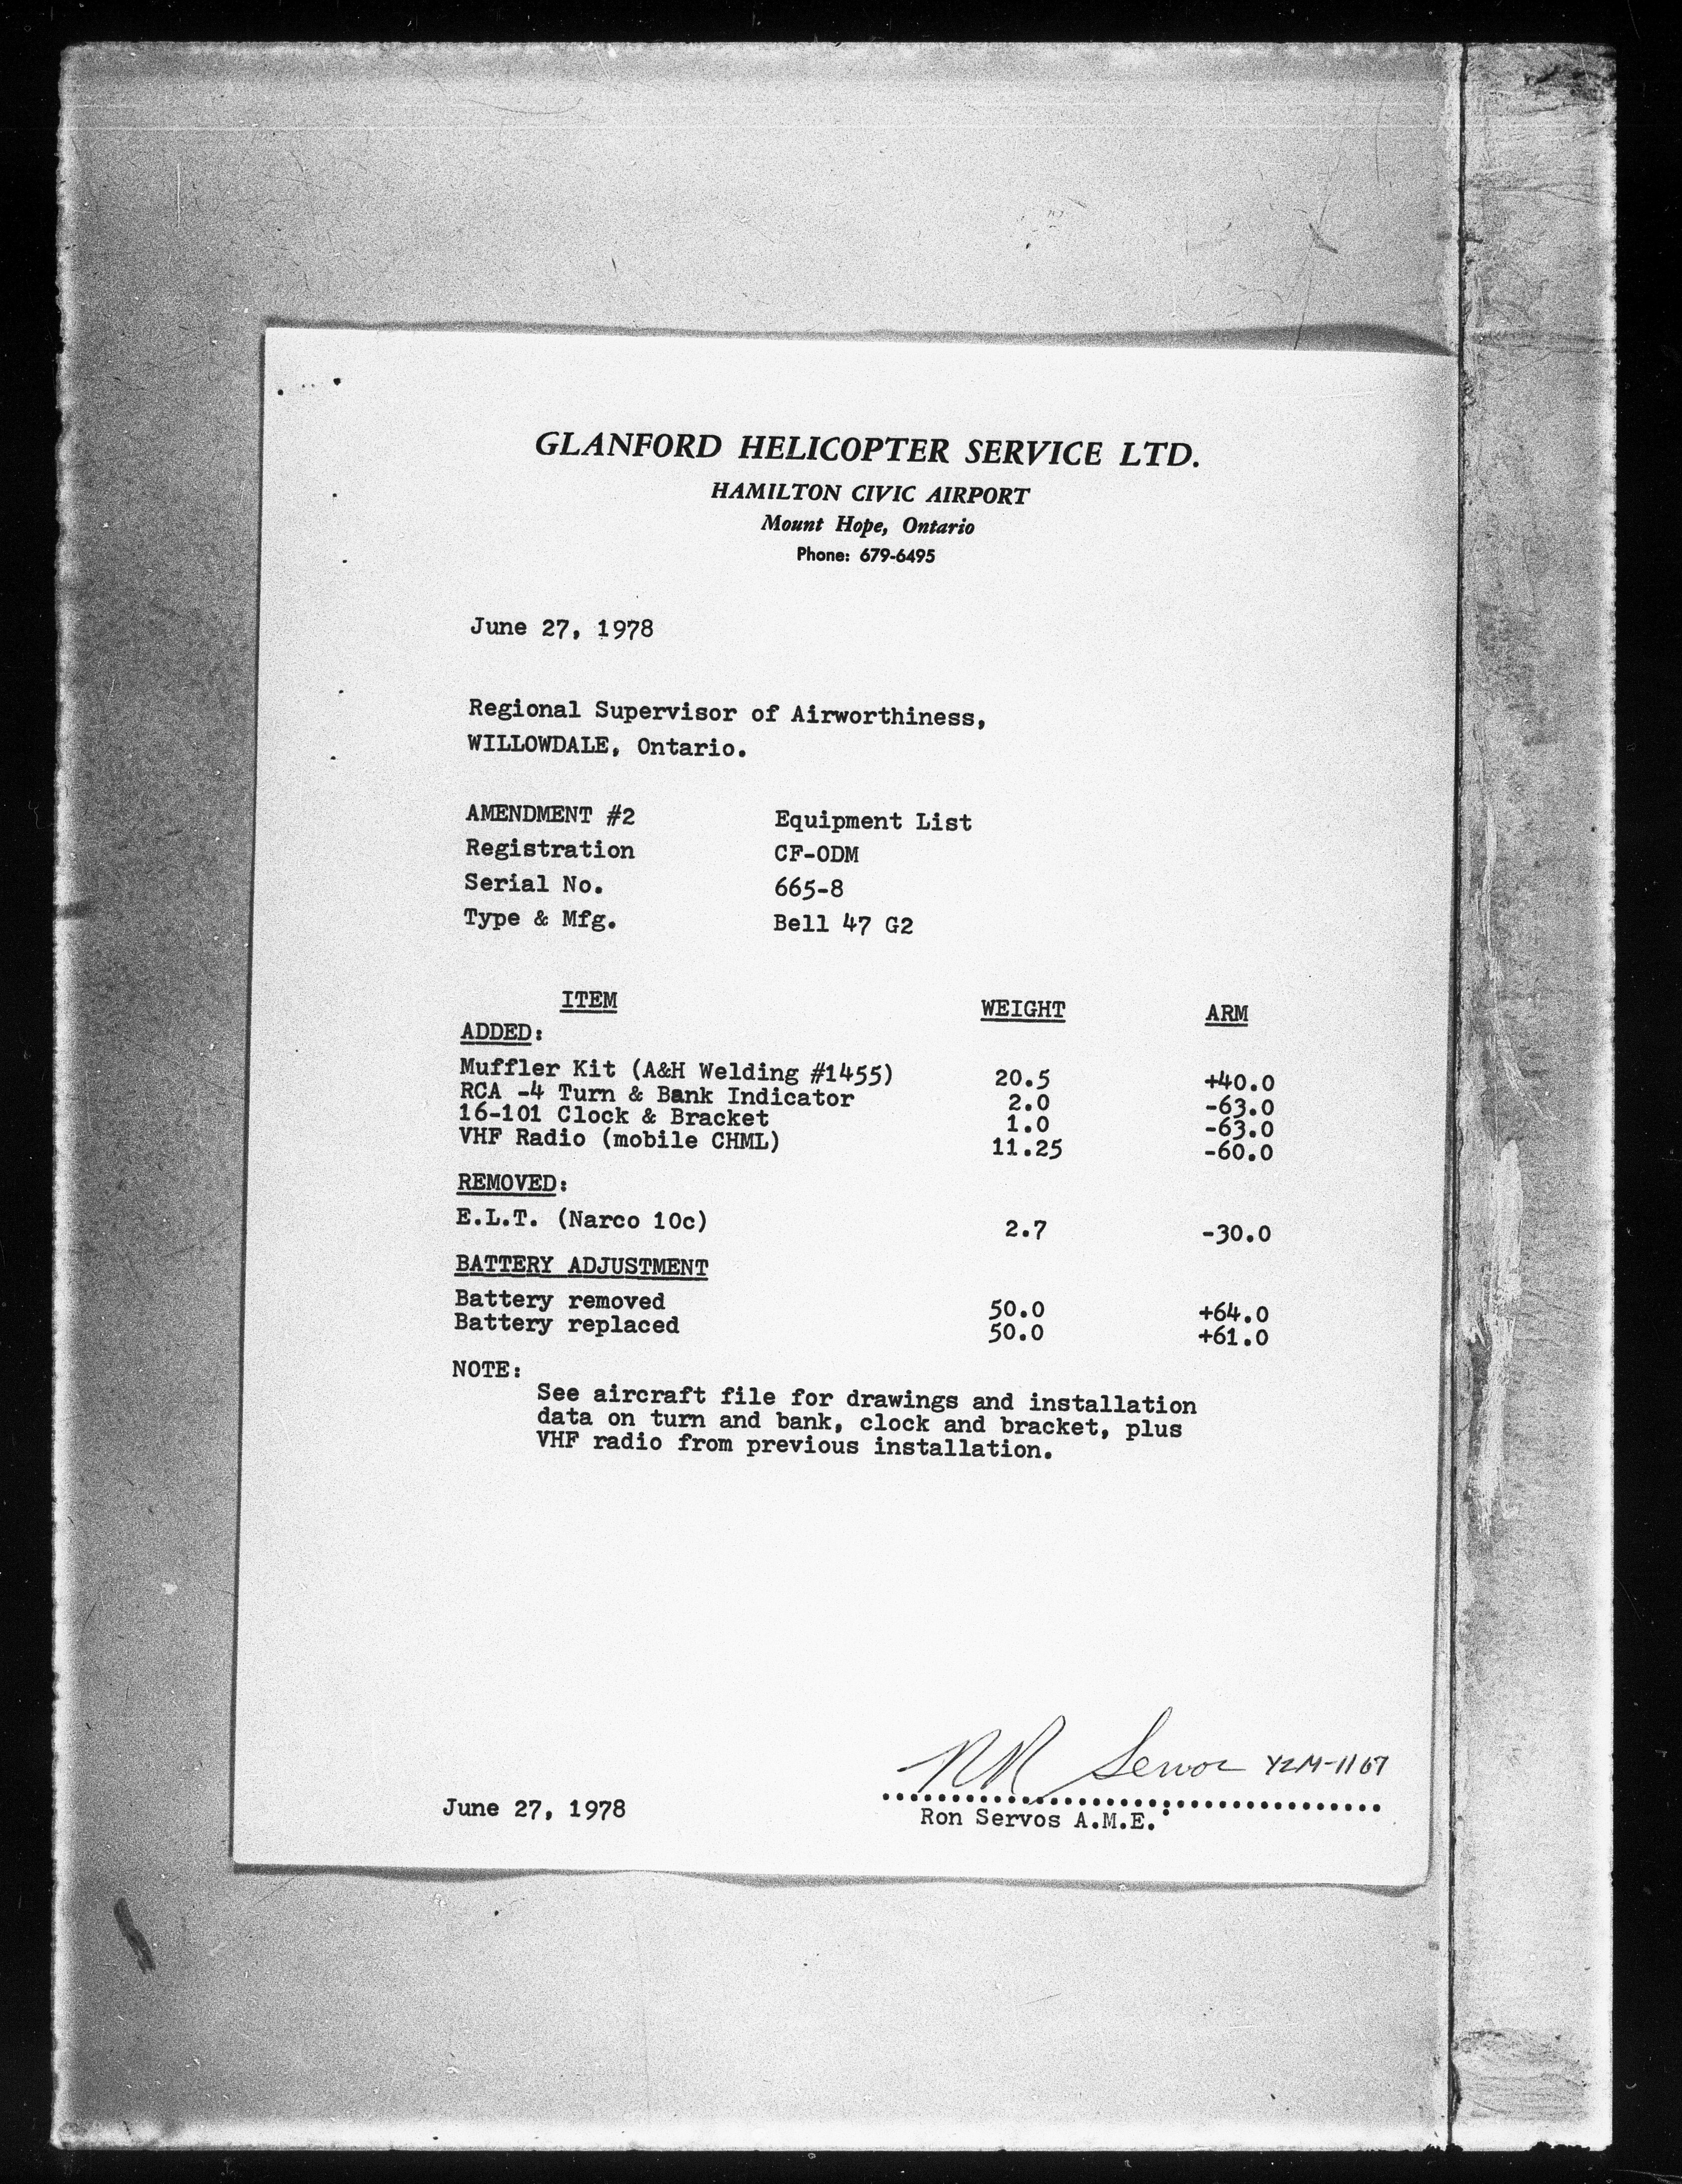 GLANFORD HELICOPTER SERVICE LTD.
HAMILTON CIVIC AIRPORT
Mount Hope, Ontario
Phone: 679-6495
June 27, 1978
Regional Supervisor of Airworthiness,
WILLOWDALE, Ontario.
AMENDMENT #2 Equipment List
Registration CF-ODM
Serial No. 665-8
Type & Mfg. Bell 47 G2
ITEM WEIGHT ARM
ADDED:
Muffler Kit (A&H Welding #1455) 20.5 +40.0
RCA -4 Turn & Bank Indicator 2.0 -63.0
16-101 Clock & Bracket 1.0 -63.0
VHF Radio (mobile CHML) 11.25 -60.0
REMOVED:
E.L.T. (Narco 10c) 2.7 -30.0
BATTERY ADJUSTMENT
Battery removed 50.0 +64.0
Battery replaced 50.0 +61.0
NOTE:
See aircraft file for drawings and installation
data on turn and bank, clock and bracket, plus
VHF radio from previous installation.
RR Servos YZM-1167
June 27, 1978 Ron Servos A.M.E.